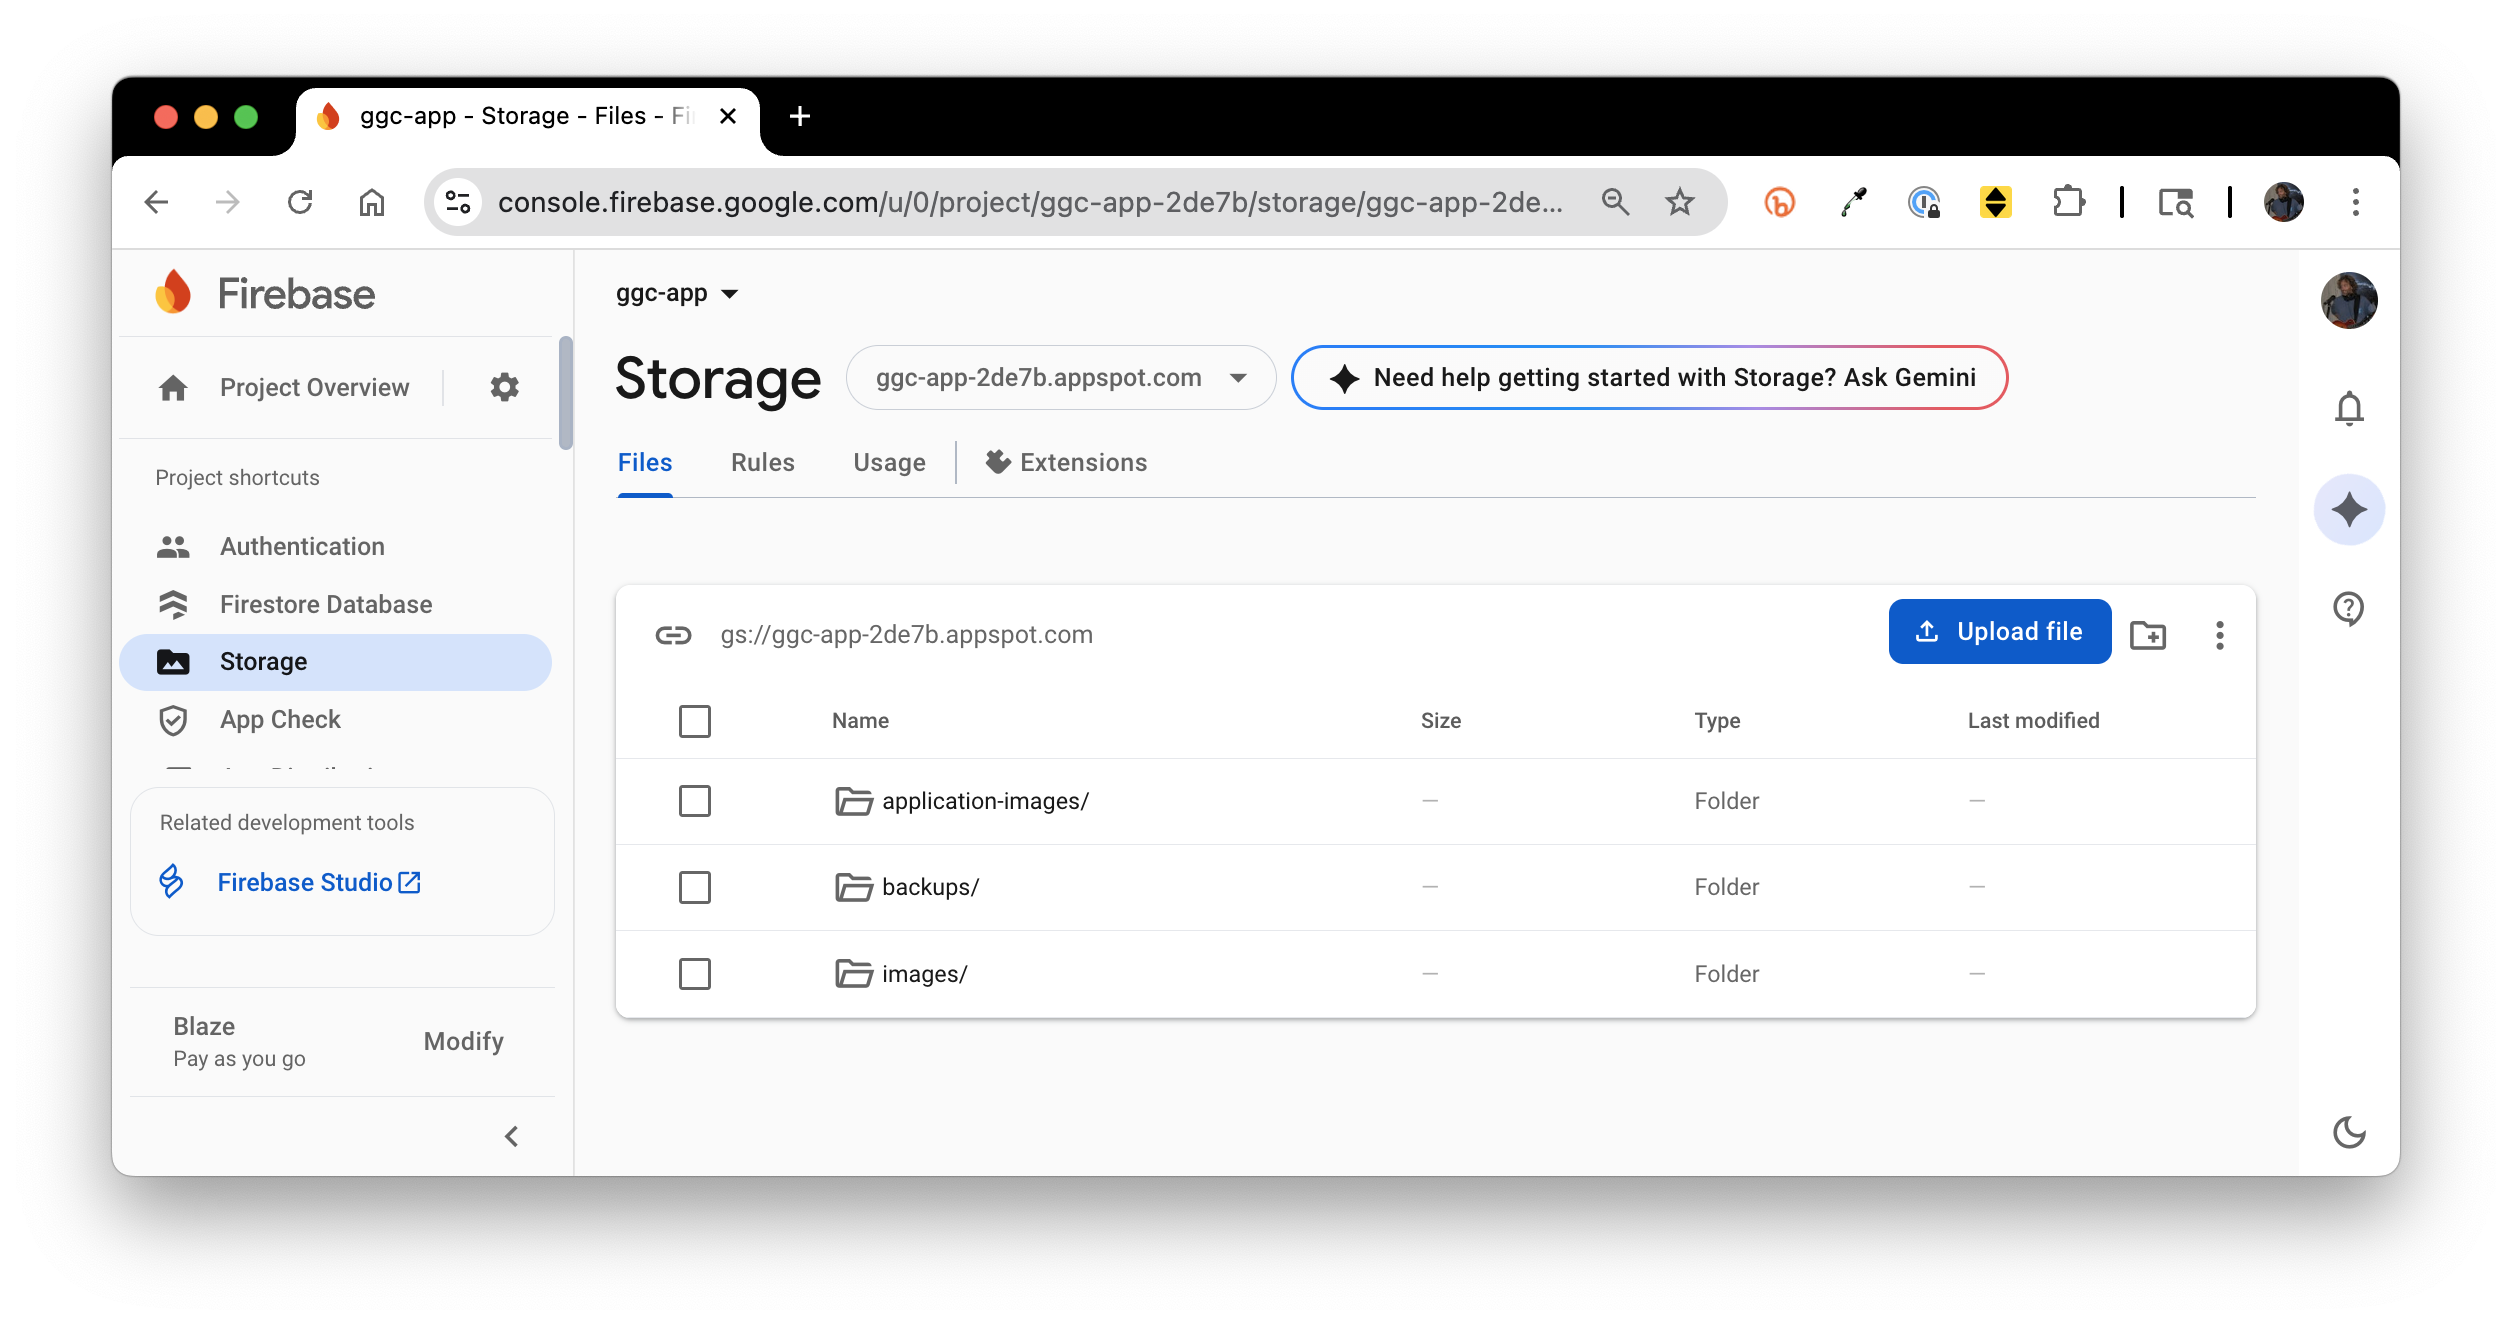 ggc-app - Storage - Files - Fi
console.firebase.google.com/u/0/project/ggc-app-2de7b/storage/ggc-app-2de...
Firebase
Project Overview
Project shortcuts
Authentication
Firestore Database
Storage
App Check
Related development tools
Firebase Studio
Blaze
Pay as you go
Modify
ggc-app
Storage
ggc-app-2de7b.appspot.com
Need help getting started with Storage? Ask Gemini
Files Rules Usage Extensions
gs://ggc-app-2de7b.appspot.com
Upload file
Name Size Type Last modified
application-images/ — Folder —
backups/ — Folder —
images/ — Folder —